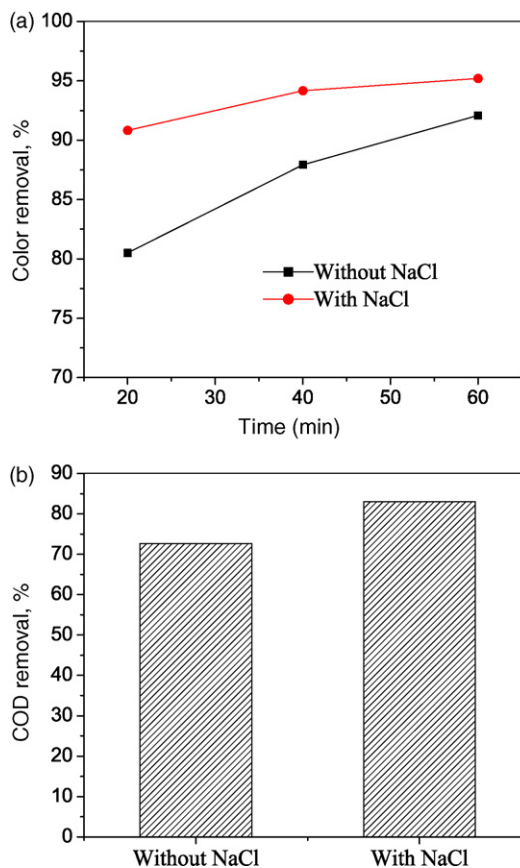 (a)
100
95
90
85
80
75
70
Color removal, %
Without NaCl
With NaCl
20 30 40 50 60
Time (min)
(b)
90
80
70
60
50
40
30
20
10
0
COD removal, %
Without NaCl With NaCl